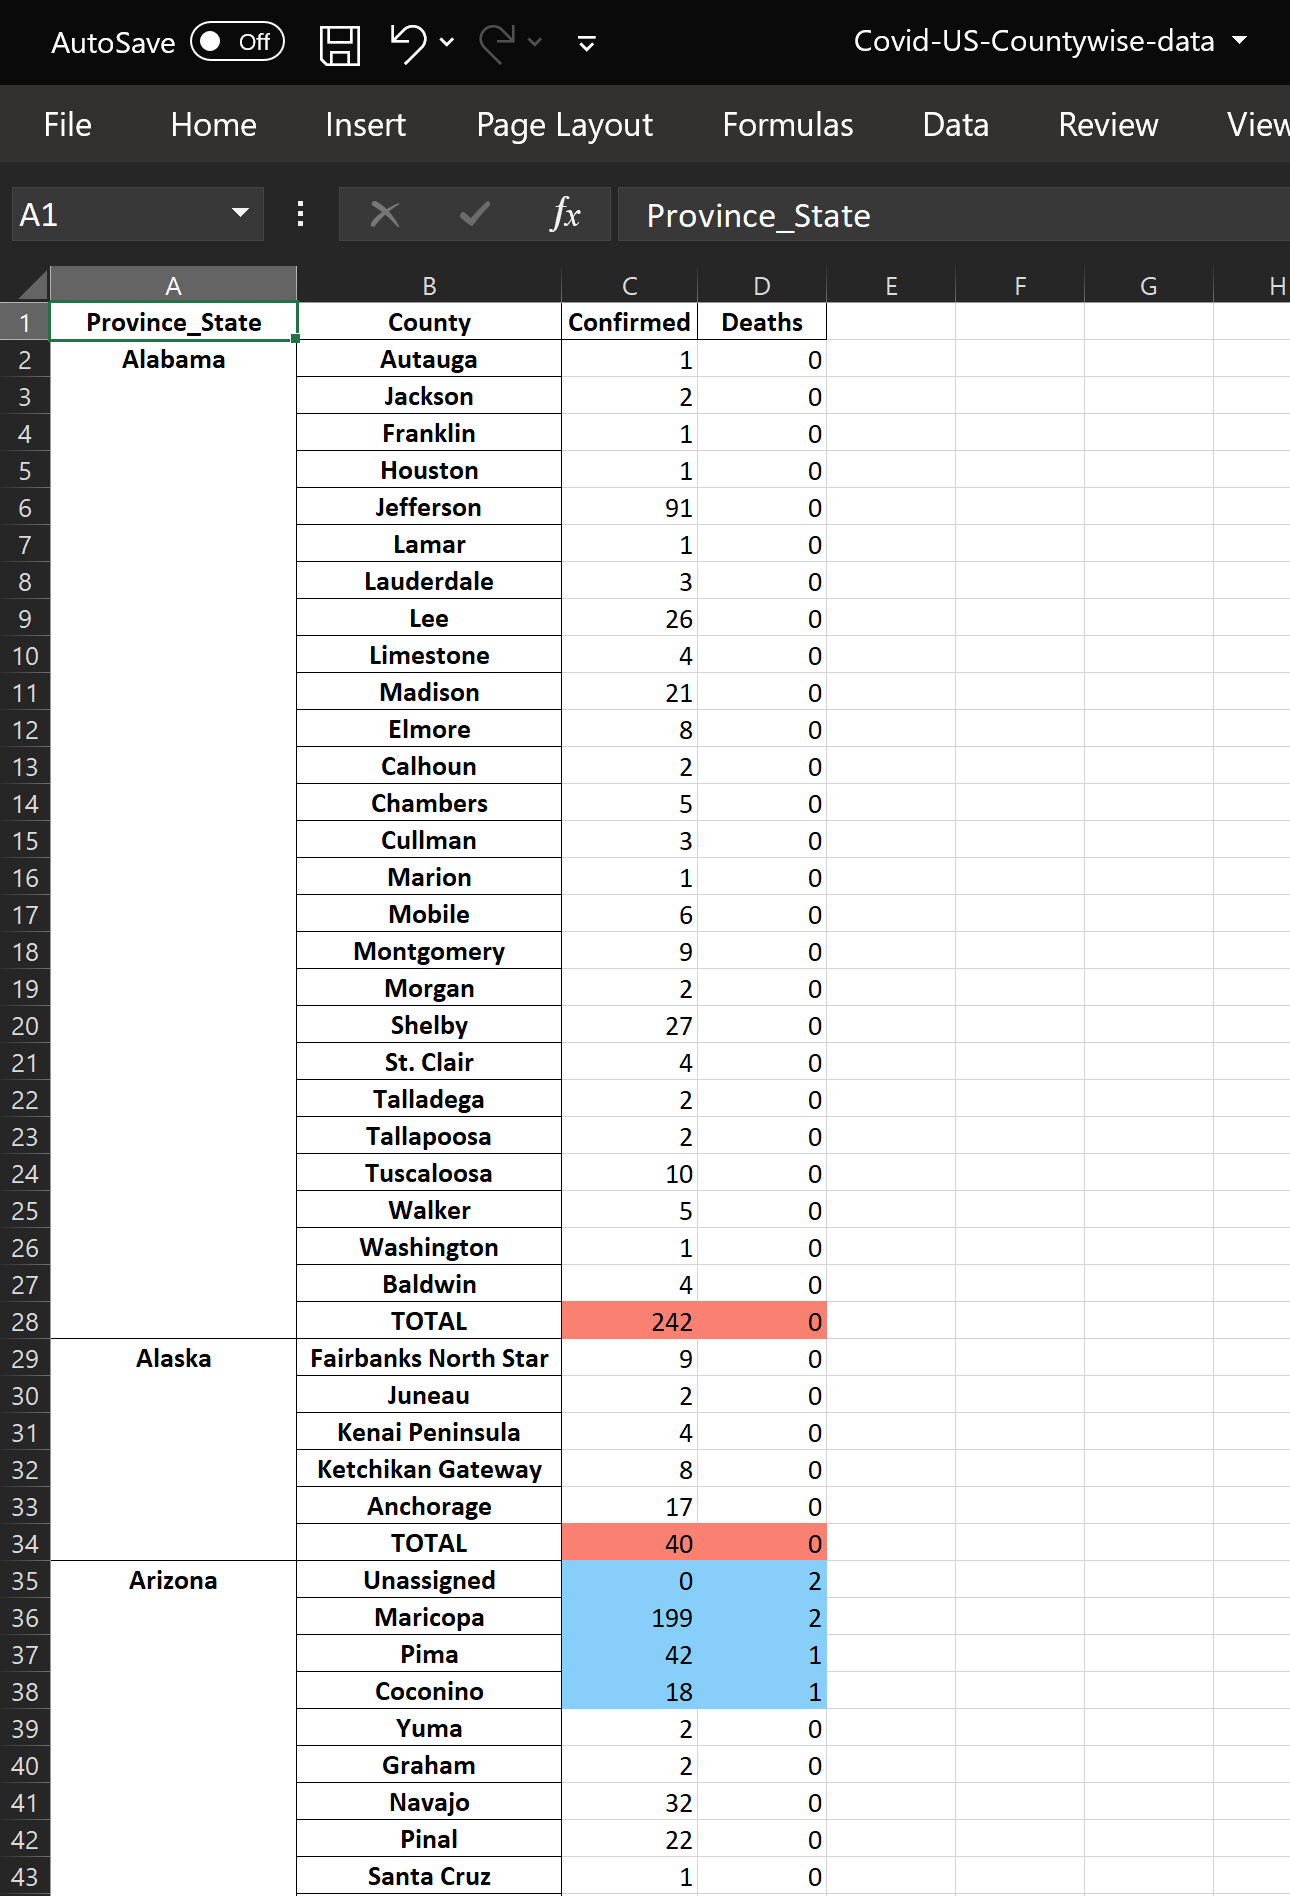 AutoSave Off Covid-US-Countywise-data
File Home Insert Page Layout Formulas Data Review View
A1 fx Province_State
A B C D E F G H
1 Province_State County Confirmed Deaths
2 Alabama Autauga 1 0
3 Jackson 2 0
4 Franklin 1 0
5 Houston 1 0
6 Jefferson 91 0
7 Lamar 1 0
8 Lauderdale 3 0
9 Lee 26 0
10 Limestone 4 0
11 Madison 21 0
12 Elmore 8 0
13 Calhoun 2 0
14 Chambers 5 0
15 Cullman 3 0
16 Marion 1 0
17 Mobile 6 0
18 Montgomery 9 0
19 Morgan 2 0
20 Shelby 27 0
21 St. Clair 4 0
22 Talladega 2 0
23 Tallapoosa 2 0
24 Tuscaloosa 10 0
25 Walker 5 0
26 Washington 1 0
27 Baldwin 4 0
28 TOTAL 242 0
29 Alaska Fairbanks North Star 9 0
30 Juneau 2 0
31 Kenai Peninsula 4 0
32 Ketchikan Gateway 8 0
33 Anchorage 17 0
34 TOTAL 40 0
35 Arizona Unassigned 0 2
36 Maricopa 199 2
37 Pima 42 1
38 Coconino 18 1
39 Yuma 2 0
40 Graham 2 0
41 Navajo 32 0
42 Pinal 22 0
43 Santa Cruz 1 0